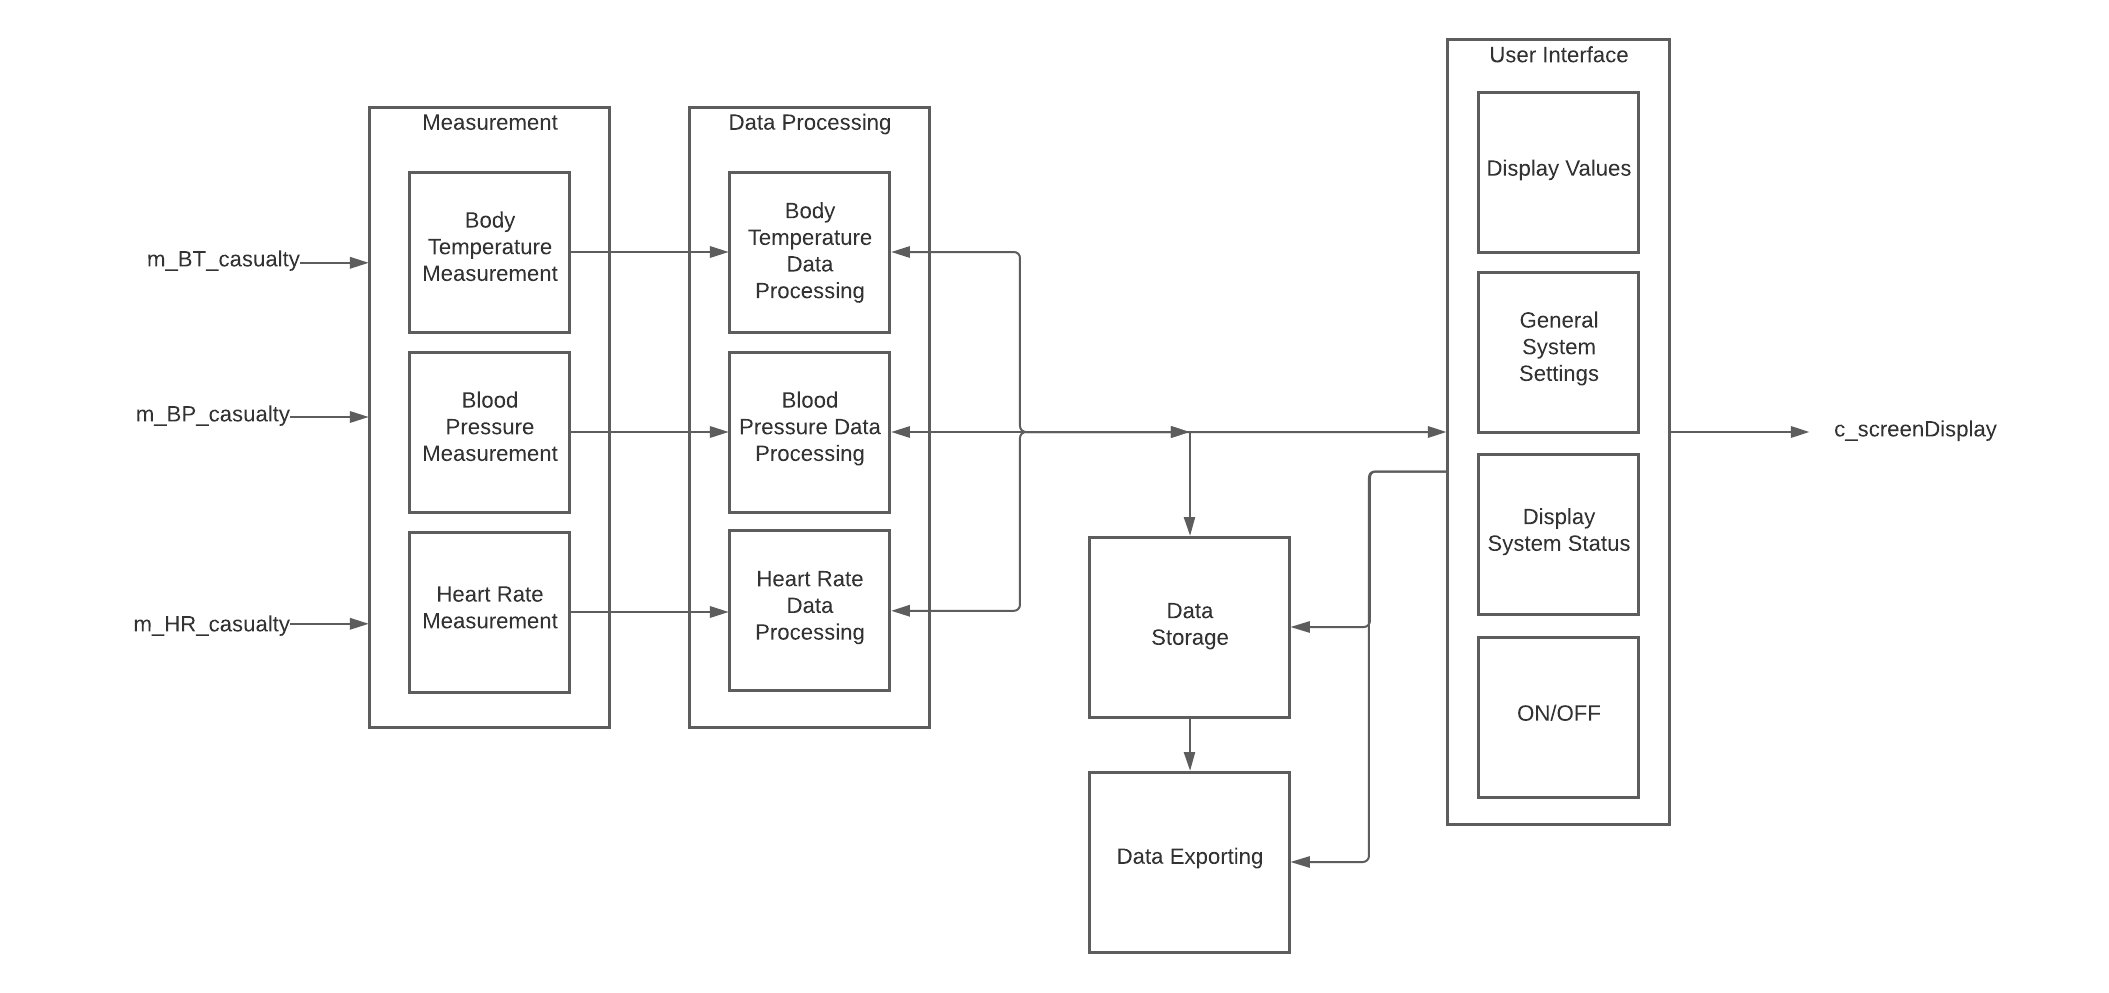 User Interface
Measurement
Data Processing
Display Values
Body
Temperature
Measurement
Body
Temperature
Data
Processing
m_BT_casualty
General
System
Settings
Blood
Pressure
Measurement
Blood
Pressure Data
Processing
m_BP_casualty
c_screenDisplay
Display
System Status
Heart Rate
Measurement
Heart Rate
Data
Processing
m_HR_casualty
Data
Storage
ON/OFF
Data Exporting